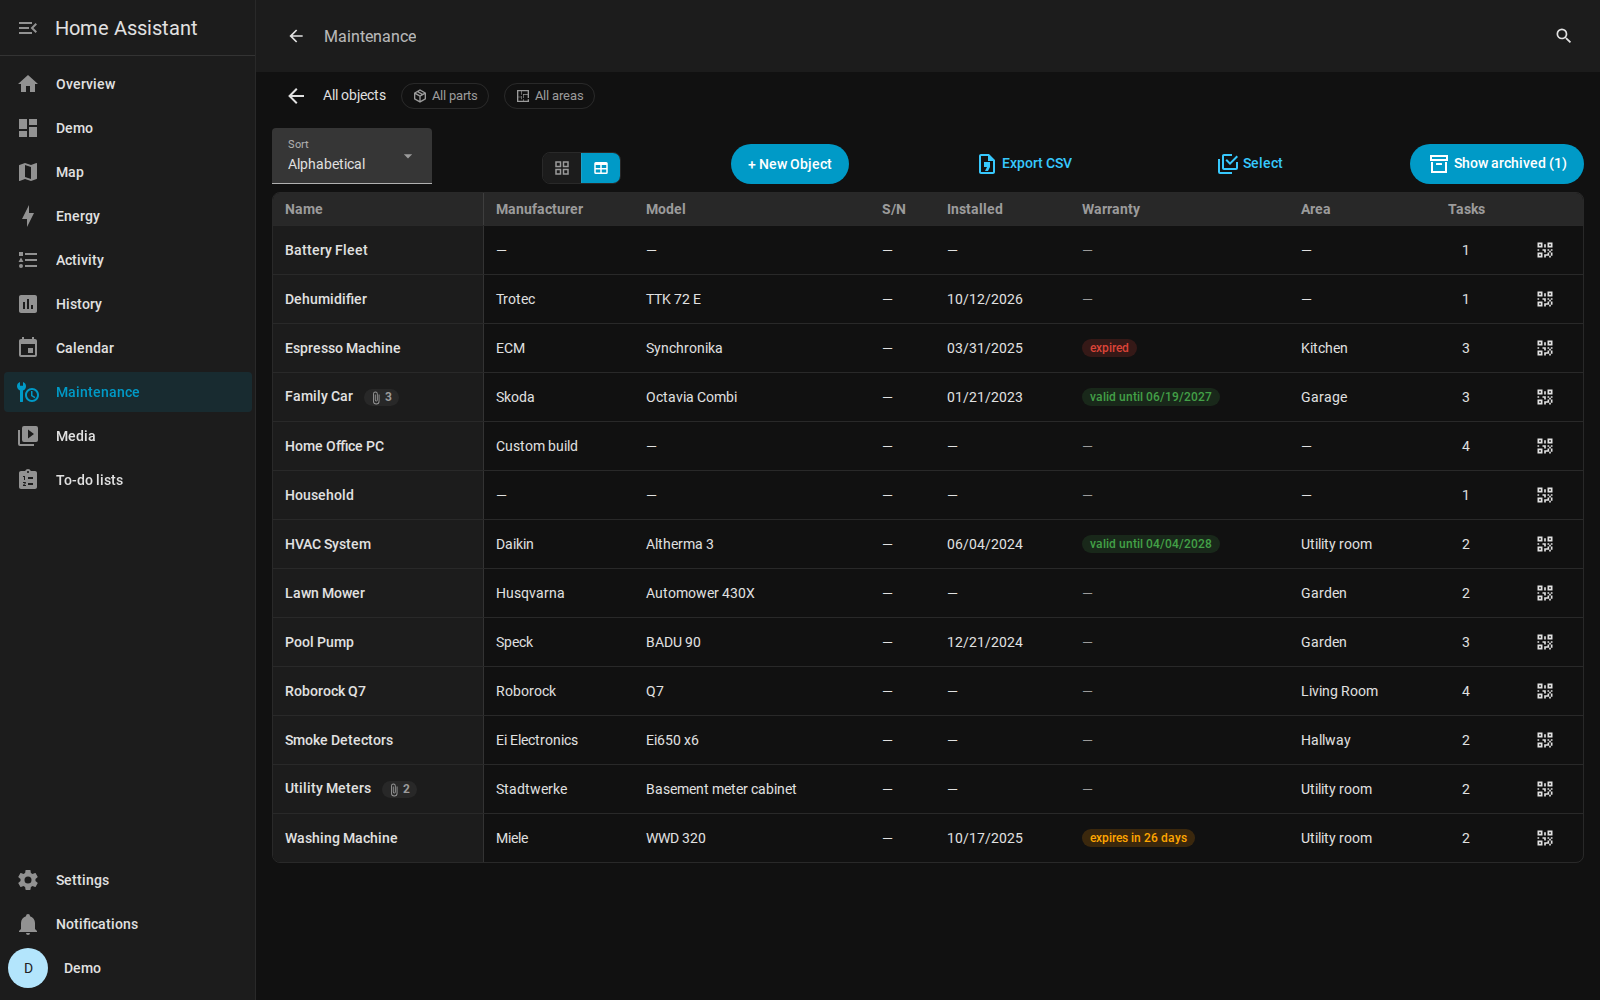 Home Assistant
Overview
Demo
Map
Energy
Activity
History
Calendar
Maintenance
Media
To-do lists
Settings
Notifications
D Demo
Maintenance
All objects All parts All areas
Sort
Alphabetical
+ New Object Export CSV Select Show archived (1)
Name Manufacturer Model S/N Installed Warranty Area Tasks
Battery Fleet — — — — — — 1
Dehumidifier Trotec TTK 72 E — 10/12/2026 — — 1
Espresso Machine ECM Synchronika — 03/31/2025 expired Kitchen 3
Family Car 3 Skoda Octavia Combi — 01/21/2023 valid until 06/19/2027 Garage 3
Home Office PC Custom build — — — — — 4
Household — — — — — — 1
HVAC System Daikin Altherma 3 — 06/04/2024 valid until 04/04/2028 Utility room 2
Lawn Mower Husqvarna Automower 430X — — — Garden 2
Pool Pump Speck BADU 90 — 12/21/2024 — Garden 3
Roborock Q7 Roborock Q7 — — — Living Room 4
Smoke Detectors Ei Electronics Ei650 x6 — — — Hallway 2
Utility Meters 2 Stadtwerke Basement meter cabinet — — — Utility room 2
Washing Machine Miele WWD 320 — 10/17/2025 expires in 26 days Utility room 2